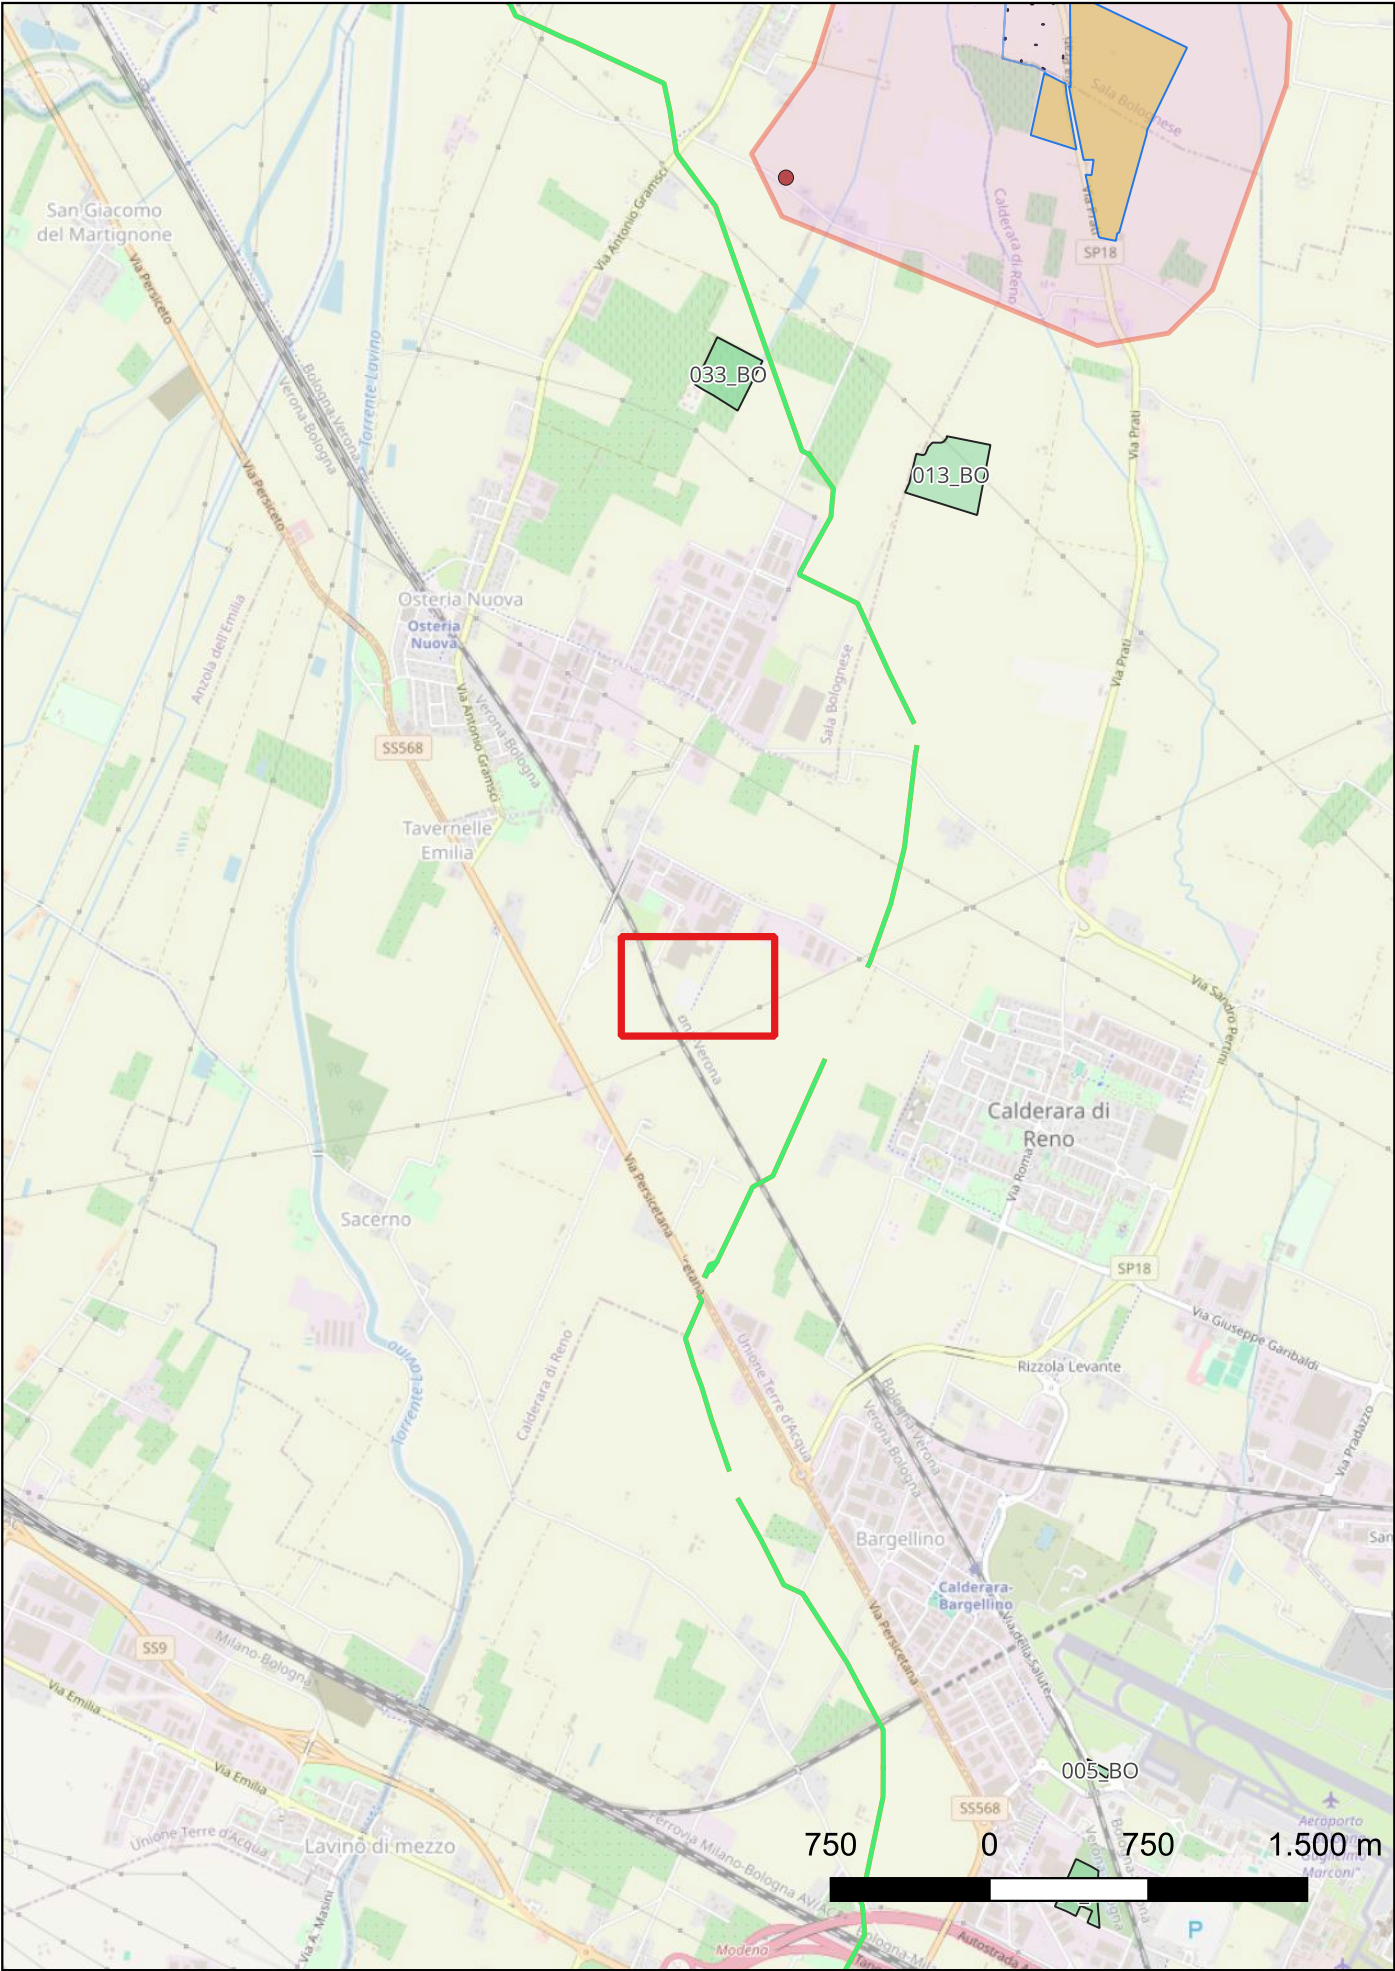 Via Prati
Sala Bolognese
San Giacomo
del Martignone
Via Antonio Gramsci
Calderara di Reno
Via Prati
SP18
Via Persiceto
Torrente Lavino
Bologna-Verona
Verona-Bologna
033_BO
013_BO
Via Prati
Via Persiceto
Osteria Nuova
Osteria
Nuova
Anzola dell'Emilia
Sala Bolognese
Via Prati
Via Antonio Gramsci
Verona-Bologna
SS568
Tavernelle
Emilia
Via Sandro Pertini
Calderara di
Reno
Via Roma
Via Persicetana
Sacerno
SP18
Via Giuseppe Garibaldi
Calderara di Reno
Unione Terre d'Acqua
Rizzola Levante
Torrente Lavino
Bologna-Verona
Verona-Bologna
Via Pradazzo
Bargellino
Calderara-
Bargellino
Via Persicetana
Via della Salute
SS9
Milano-Bologna
Via Emilia
Via Emilia
005_BO
SS568
Aeroporto
Marconi"
Unione Terre d'Acqua
Lavino di mezzo
Ferrovia Milano-Bologna AV/AC
750 0 750 1.500 m
Via A. Masini
P
Modena